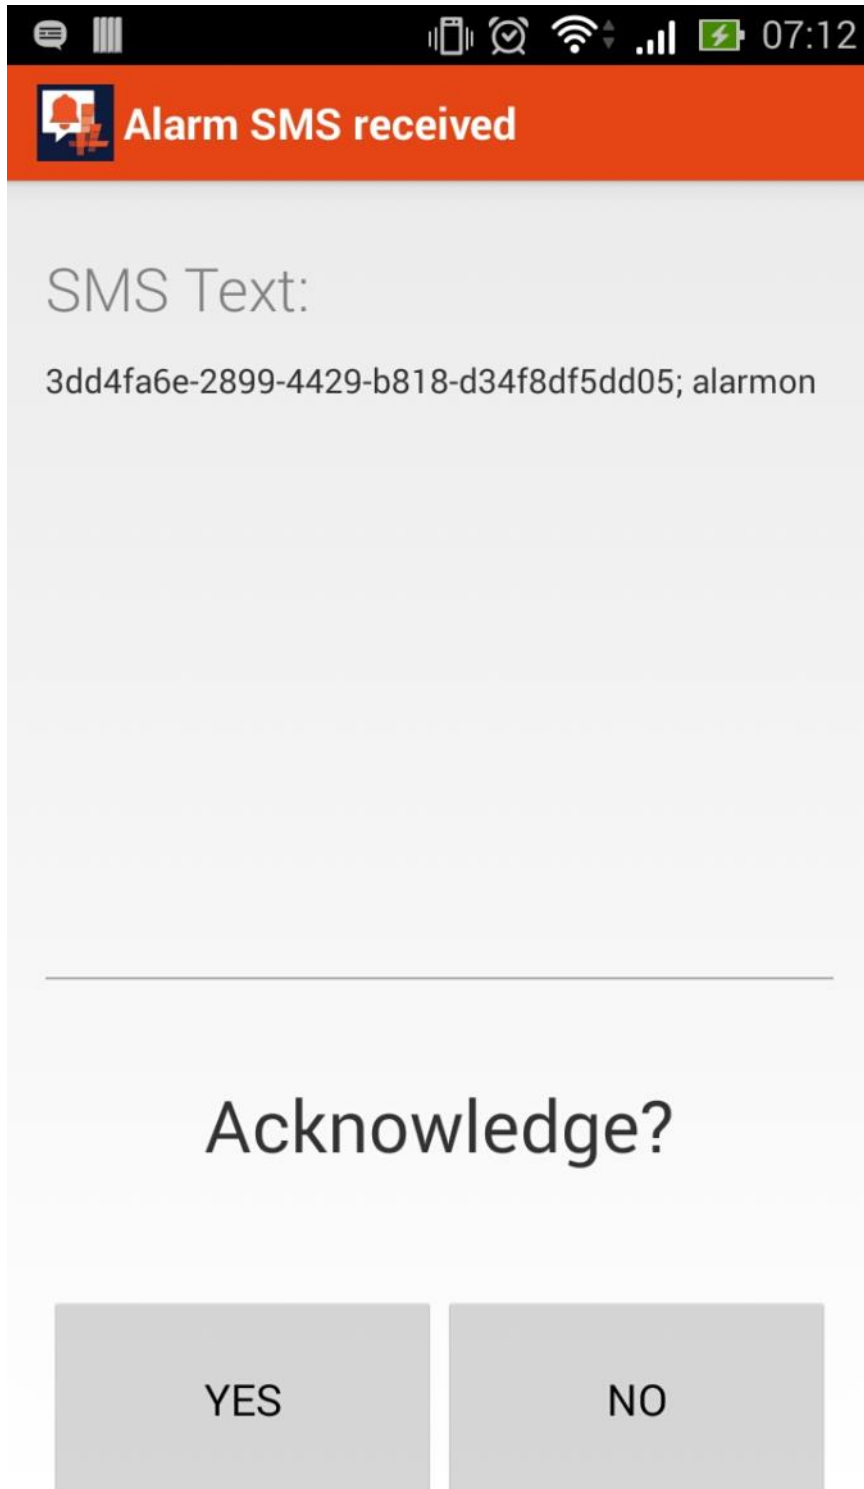 07:12
Alarm SMS received
SMS Text:
3dd4fa6e-2899-4429-b818-d34f8df5dd05; alarmon
Acknowledge?
YES
NO